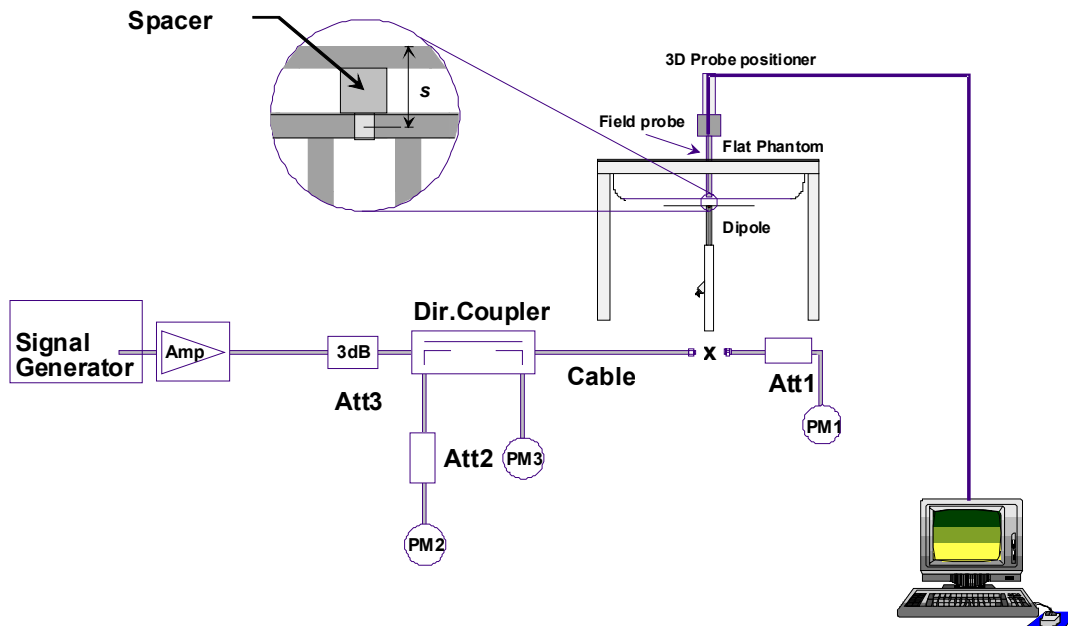 Spacer
s
3D Probe positioner
Field probe
Flat Phantom
Dipole
Signal
Generator
Amp
3dB
Att3
Dir.Coupler
Cable
x
Att1
PM1
Att2
PM3
PM2